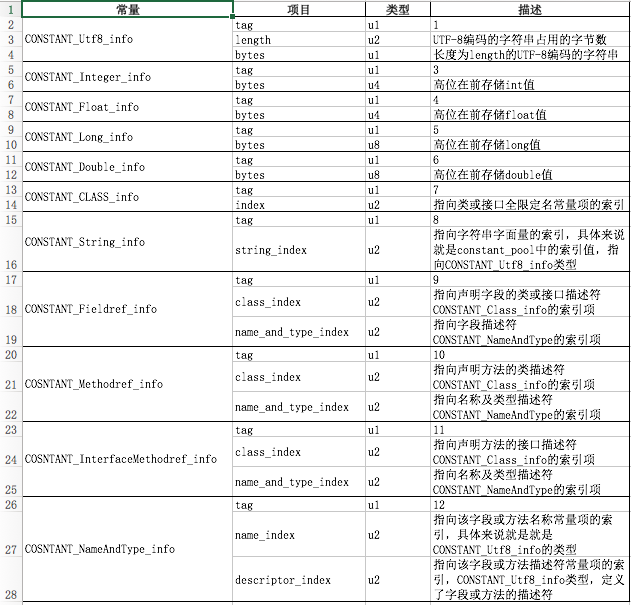 1 常量 项目 类型 描述
2 tag u1 1
3 CONSTANT_Utf8_info length u2 UTF-8编码的字符串占用的字节数
4 bytes u1 长度为length的UTF-8编码的字符串
5 tag u1 3
CONSTANT_Integer_info
6 bytes u4 高位在前存储int值
7 tag u1 4
CONSTANT_Float_info
8 bytes u4 高位在前存储float值
9 tag u1 5
CONSTANT_Long_info
10 bytes u8 高位在前存储long值
11 tag u1 6
CONSTANT_Double_info
12 bytes u8 高位在前存储double值
13 tag u1 7
CONSTANT_CLASS_info
14 index u2 指向类或接口全限定名常量项的索引
15 tag u1 8
指向字符串字面量的索引，具体来说
CONSTANT_String_info string_index u2 就是constant_pool中的索引值，指
16 向CONSTANT_Utf8_info类型
17 tag u1 9
指向声明字段的类或接口描述符
18 CONSTANT_Fieldref_info class_index u2 CONSTANT_Class_info的索引项
指向字段描述符
19 name_and_type_index u2 CONSTANT_NameAndType的索引项
20 tag u1 10
指向声明方法的类描述符
21 COSNTANT_Methodref_info class_index u2 CONSTANT_Class_info的索引项
指向名称及类型描述符
22 name_and_type_index u2 CONSTANT_NameAndType的索引项
23 tag u1 11
指向声明方法的接口描述符
24 COSNTANT_InterfaceMethodref_info class_index u2 CONSTANT_Class_info的索引项
指向名称及类型描述符
25 name_and_type_index u2 CONSTANT_NameAndType的索引项
26 tag u1 12
指向该字段或方法名称常量项的索
27 COSNTANT_NameAndType_info name_index u2 引，具体来说就是就是
CONSTANT_Utf8_info的类型
指向该字段或方法描述符常量项的索
descriptor_index u2 引，CONSTANT_Utf8_info类型，定义
28 了字段或方法的描述符